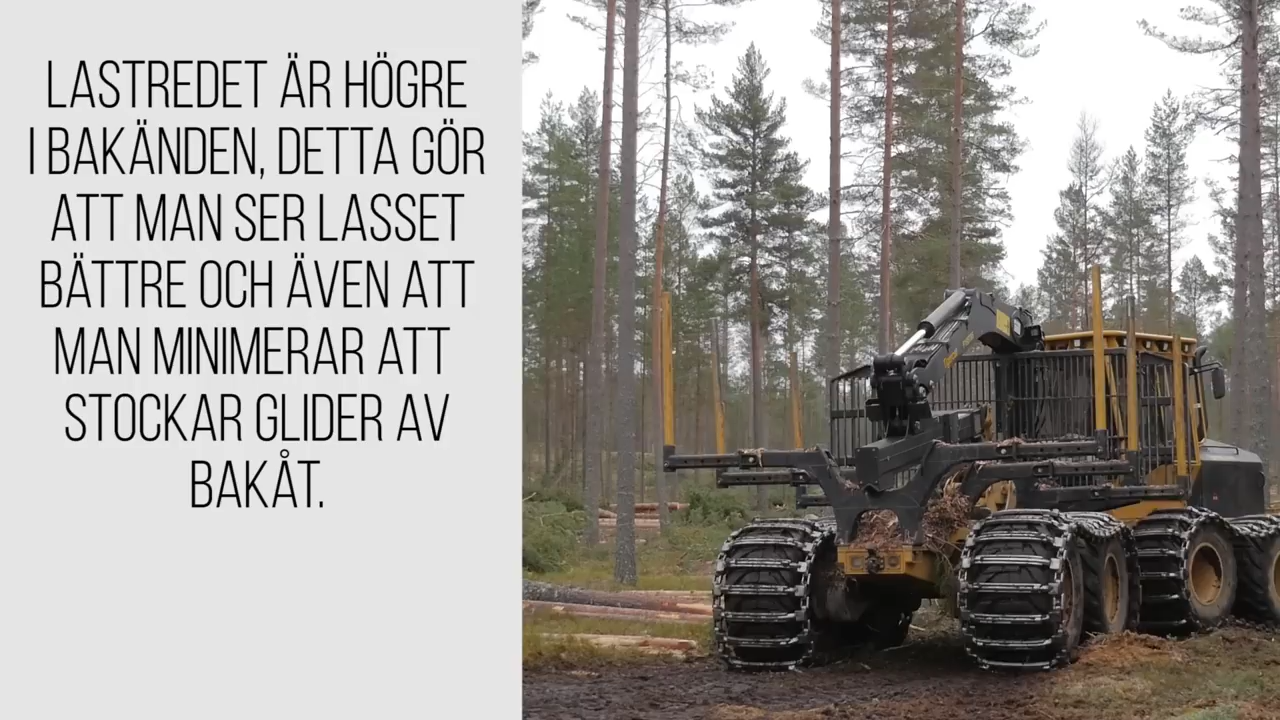 LASTREDET ÄR HÖGRE
I BAKÄNDEN, DETTA GÖR
ATT MAN SER LASSET
BÄTTRE OCH ÄVEN ATT
MAN MINIMERAR ATT
STOCKAR GLIDER AV
BAKÅT.